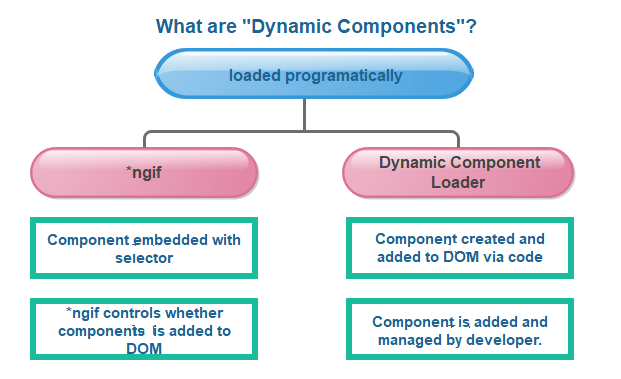 What are "Dynamic Components"?
loaded programatically
*ngif
Dynamic Component
Loader
Component embedded with
selector
Component created and
added to DOM via code
*ngif controls whether
components is added to
DOM
Component is added and
managed by developer.